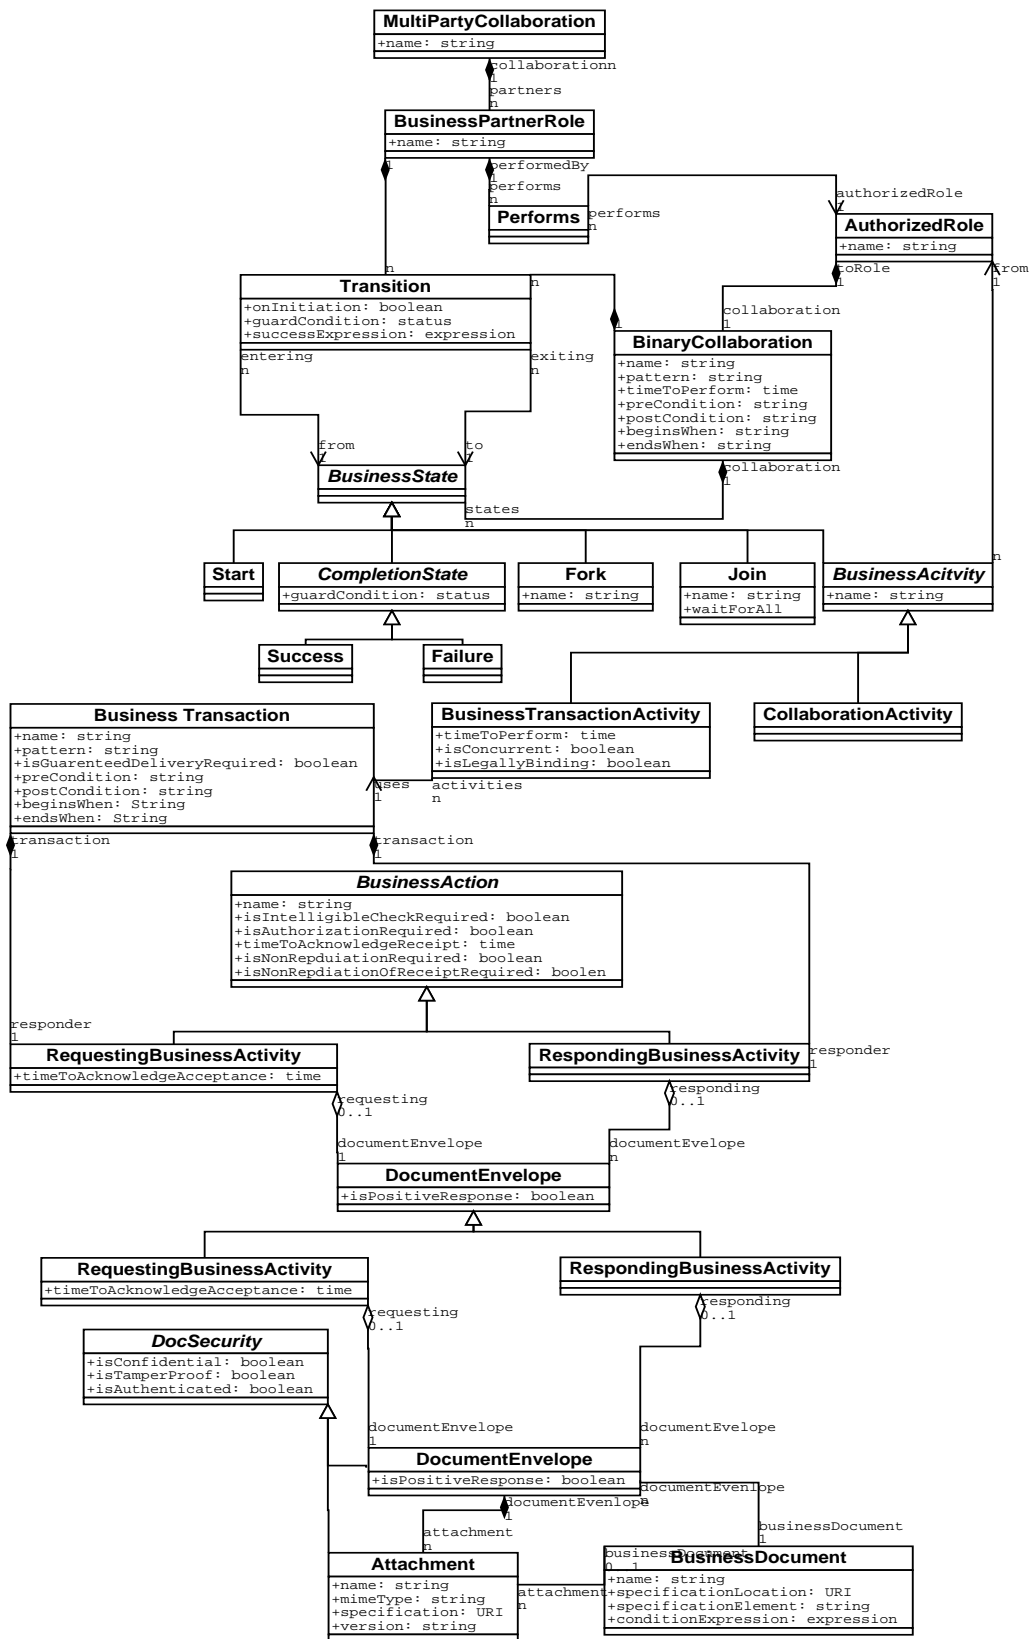 MultiPartyCollaboration
+name: string
collaborationn
1
partners
n
BusinessPartnerRole
+name: string
1
performedBy
1
performs
n
Performs
performs
n
authorizedRole
1
AuthorizedRole
+name: string
toRole
1
from
1
n
Transition
+onInitiation: boolean
+guardCondition: status
+successExpression: expression
n
1
collaboration
1
BinaryCollaboration
+name: string
+pattern: string
+timeToPerform: time
+preCondition: string
+postCondition: string
+beginsWhen: string
+endsWhen: string
entering
n
exiting
n
from
1
to
1
BusinessState
collaboration
1
states
n
n
Start
CompletionState
+guardCondition: status
Fork
+name: string
Join
+name: string
+waitForAll
BusinessAcitvity
+name: string
Success
Failure
Business Transaction
+name: string
+pattern: string
+isGuarenteedDeliveryRequired: boolean
+preCondition: string
+postCondition: string
+beginsWhen: String
+endsWhen: String
BusinessTransactionActivity
+timeToPerform: time
+isConcurrent: boolean
+isLegallyBinding: boolean
CollaborationActivity
uses
1
activities
n
transaction
1
transaction
1
BusinessAction
+name: string
+isIntelligibleCheckRequired: boolean
+isAuthorizationRequired: boolean
+timeToAcknowledgeReceipt: time
+isNonRepduiationRequired: boolean
+isNonRepdiationOfReceiptRequired: boolen
responder
1
RequestingBusinessActivity
+timeToAcknowledgeAcceptance: time
RespondingBusinessActivity
responder
1
requesting
0..1
responding
0..1
documentEnvelope
1
documentEvelope
n
DocumentEnvelope
+isPositiveResponse: boolean
RequestingBusinessActivity
+timeToAcknowledgeAcceptance: time
RespondingBusinessActivity
requesting
0..1
responding
0..1
DocSecurity
+isConfidential: boolean
+isTamperProof: boolean
+isAuthenticated: boolean
documentEnvelope
1
documentEvelope
n
DocumentEnvelope
+isPositiveResponse: boolean
documentEvenlope
1
documentEvenlope
n
attachment
n
businessDocument
1
Attachment
+name: string
+mimeType: string
+specification: URI
+version: string
attachment
n
businessDocument
0..1
BusinessDocument
+name: string
+specificationLocation: URI
+specificationElement: string
+conditionExpression: expression